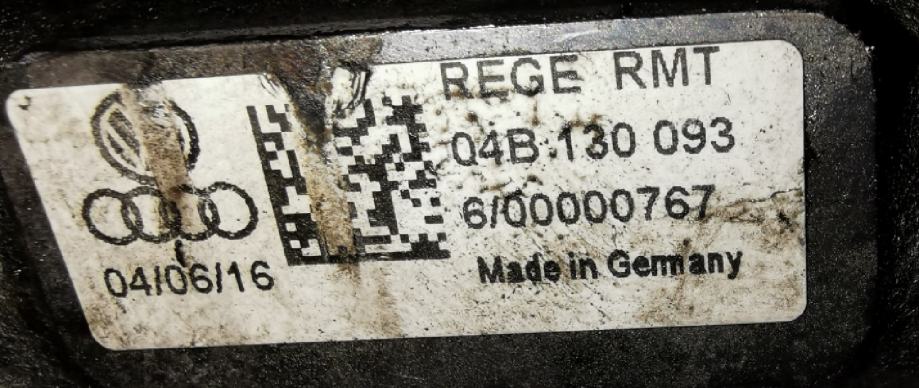 REGE RMT
04B 130 093
6/00000767
Made in Germany
04/06/16